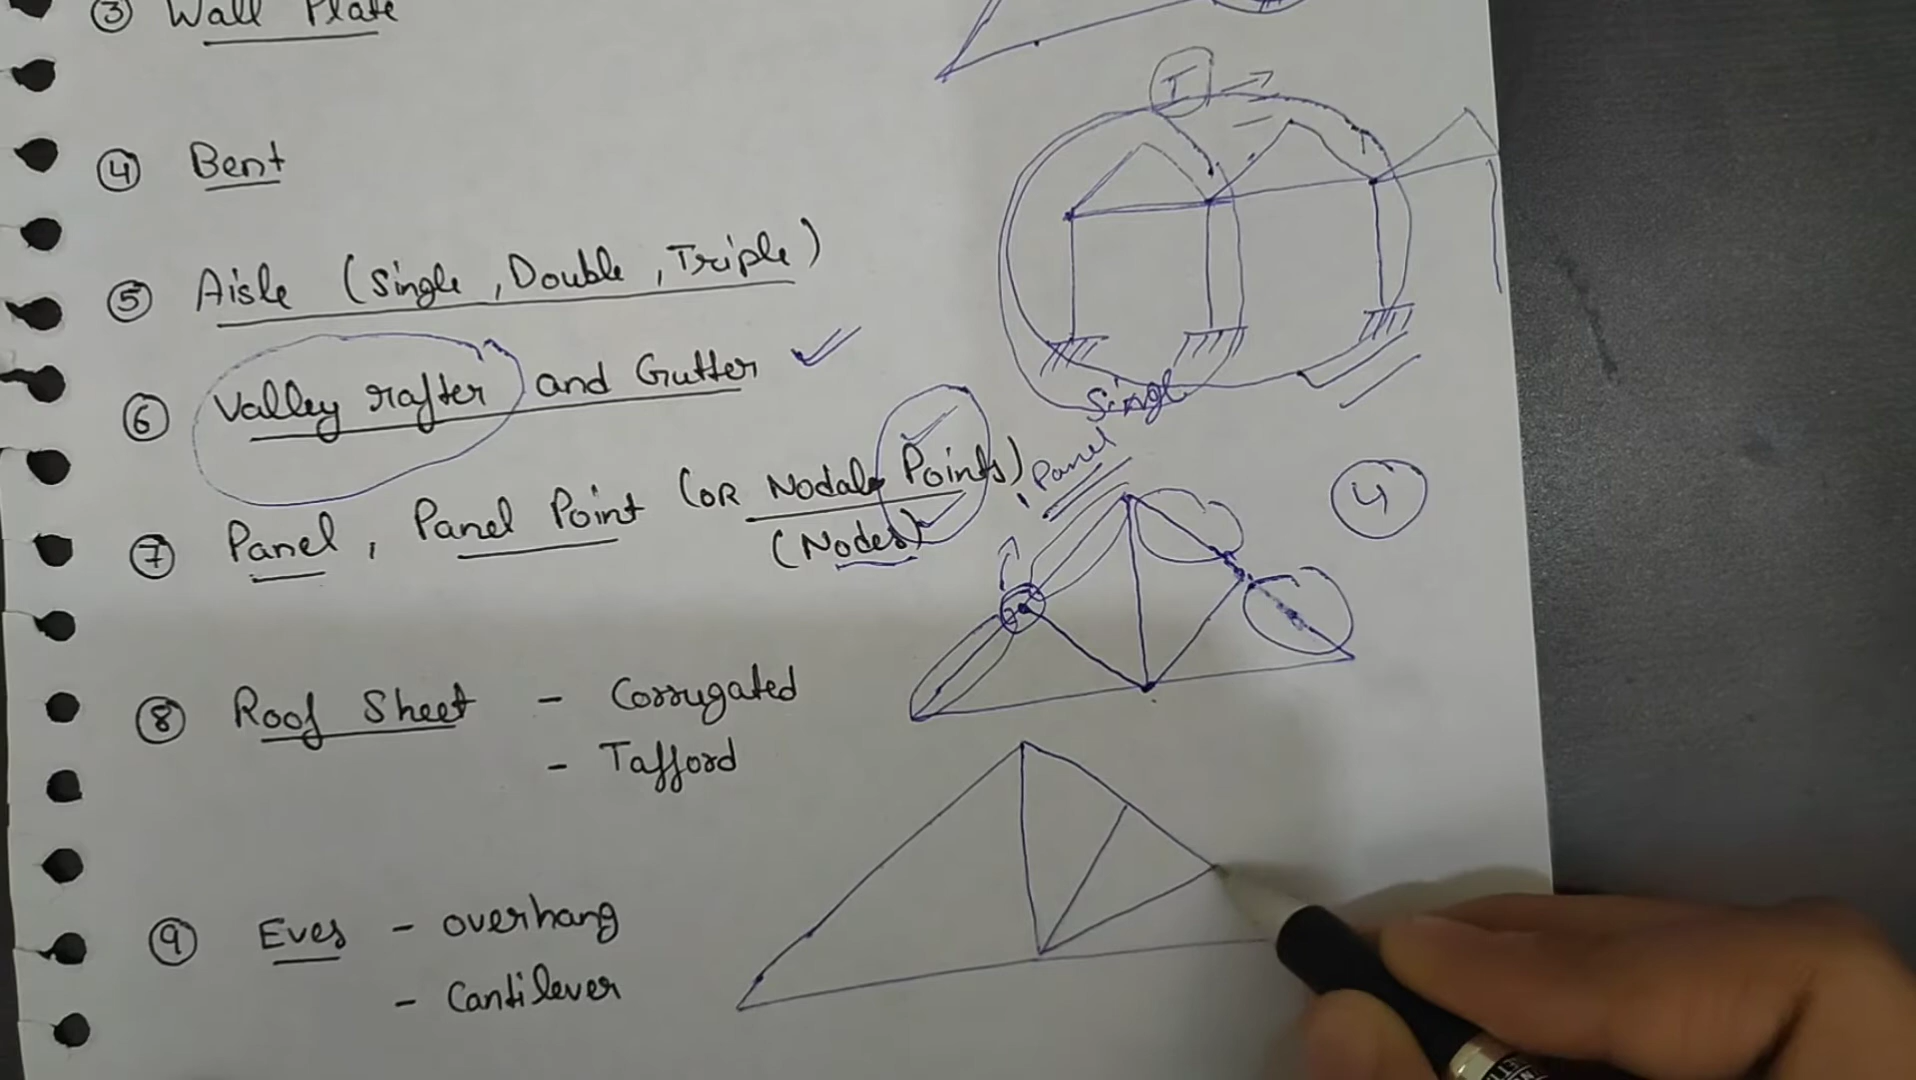 ③ Wall Plate
④ Bent
⑤ Aisle (Single, Double, Triple)
⑥ Valley rafter and Gutter
⑦ Panel, Panel Point (OR Nodal Points)
(Nodes)
⑧ Roof Sheet - Corrugated
- Tafford
⑨ Eves - overhang
- Cantilever
T
Singl
Panel
4